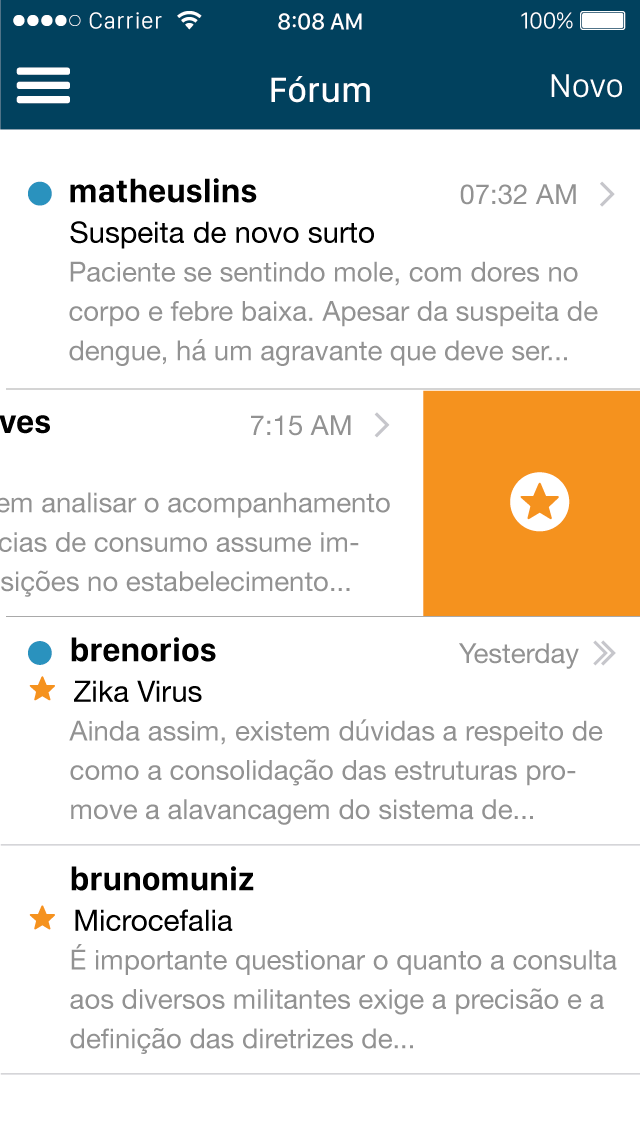 Carrier 8:08 AM 100%
Fórum Novo
matheuslins 07:32 AM
Suspeita de novo surto
Paciente se sentindo mole, com dores no
corpo e febre baixa. Apesar da suspeita de
dengue, há um agravante que deve ser...
ves 7:15 AM
em analisar o acompanhamento
cias de consumo assume im-
sições no estabelecimento...
brenorios Yesterday
Zika Virus
Ainda assim, existem dúvidas a respeito de
como a consolidação das estruturas pro-
move a alavancagem do sistema de...
brunomuniz
Microcefalia
É importante questionar o quanto a consulta
aos diversos militantes exige a precisão e a
definição das diretrizes de...